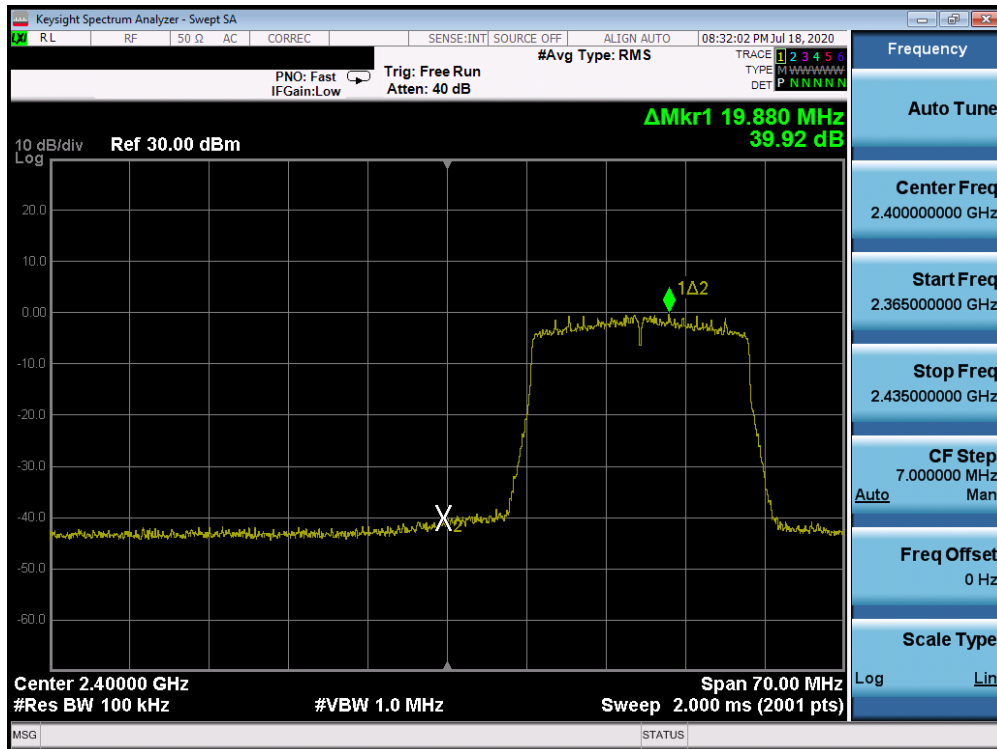 Keysight Spectrum Analyzer - Swept SA
LXI RL RF 50 Ω AC CORREC SENSE:INT SOURCE OFF ALIGN AUTO 08:32:02 PM Jul 18, 2020
#Avg Type: RMS
TRACE 1 2 3 4 5 6
PNO: Fast Trig: Free Run
TYPE M WWWWW
IFGain:Low Atten: 40 dB
DET P N N N N N
ΔMkr1 19.880 MHz
39.92 dB
10 dB/div Ref 30.00 dBm
Log
20.0
10.0
0.00
-10.0
-20.0
-30.0
-40.0
-50.0
-60.0
1Δ2
X2
Center 2.40000 GHz Span 70.00 MHz
#Res BW 100 kHz #VBW 1.0 MHz Sweep 2.000 ms (2001 pts)
MSG STATUS
Frequency
Auto Tune
Center Freq
2.400000000 GHz
Start Freq
2.365000000 GHz
Stop Freq
2.435000000 GHz
CF Step
7.000000 MHz
Auto Man
Freq Offset
0 Hz
Scale Type
Log Lin